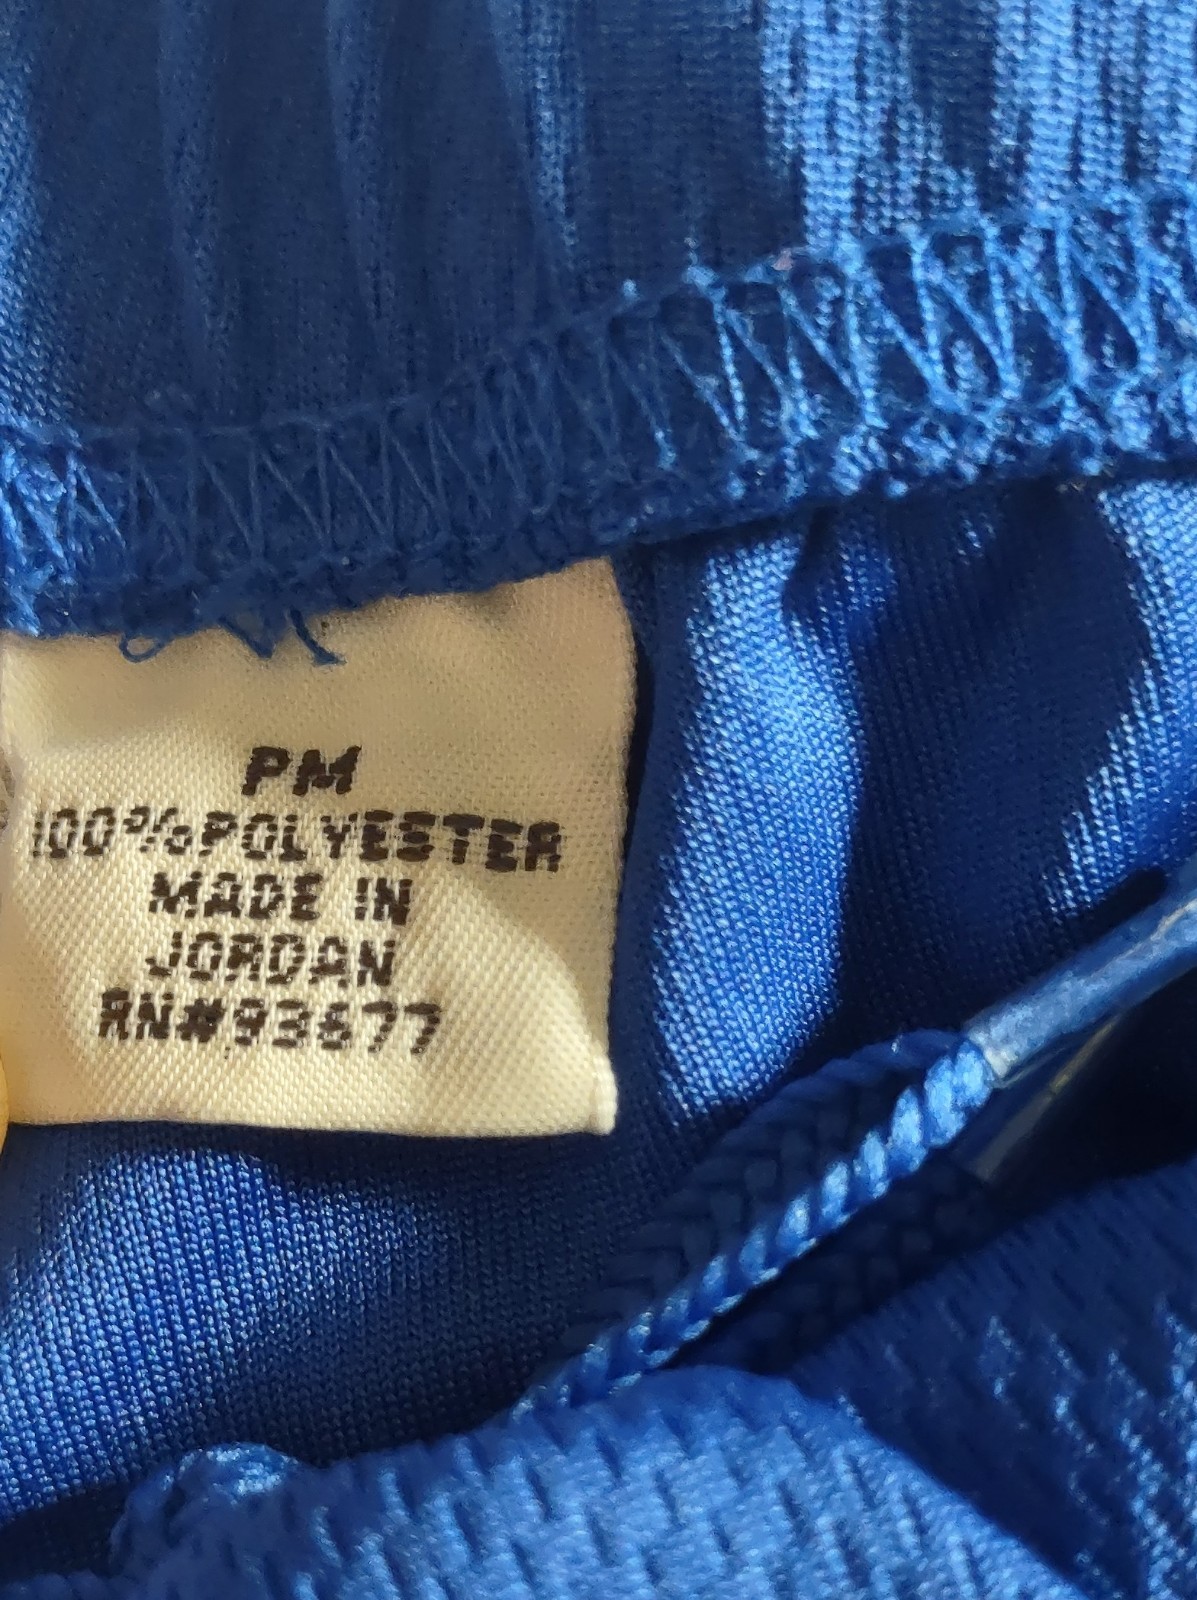 PM
100% POLYESTER
MADE IN
JORDAN
RN#93677